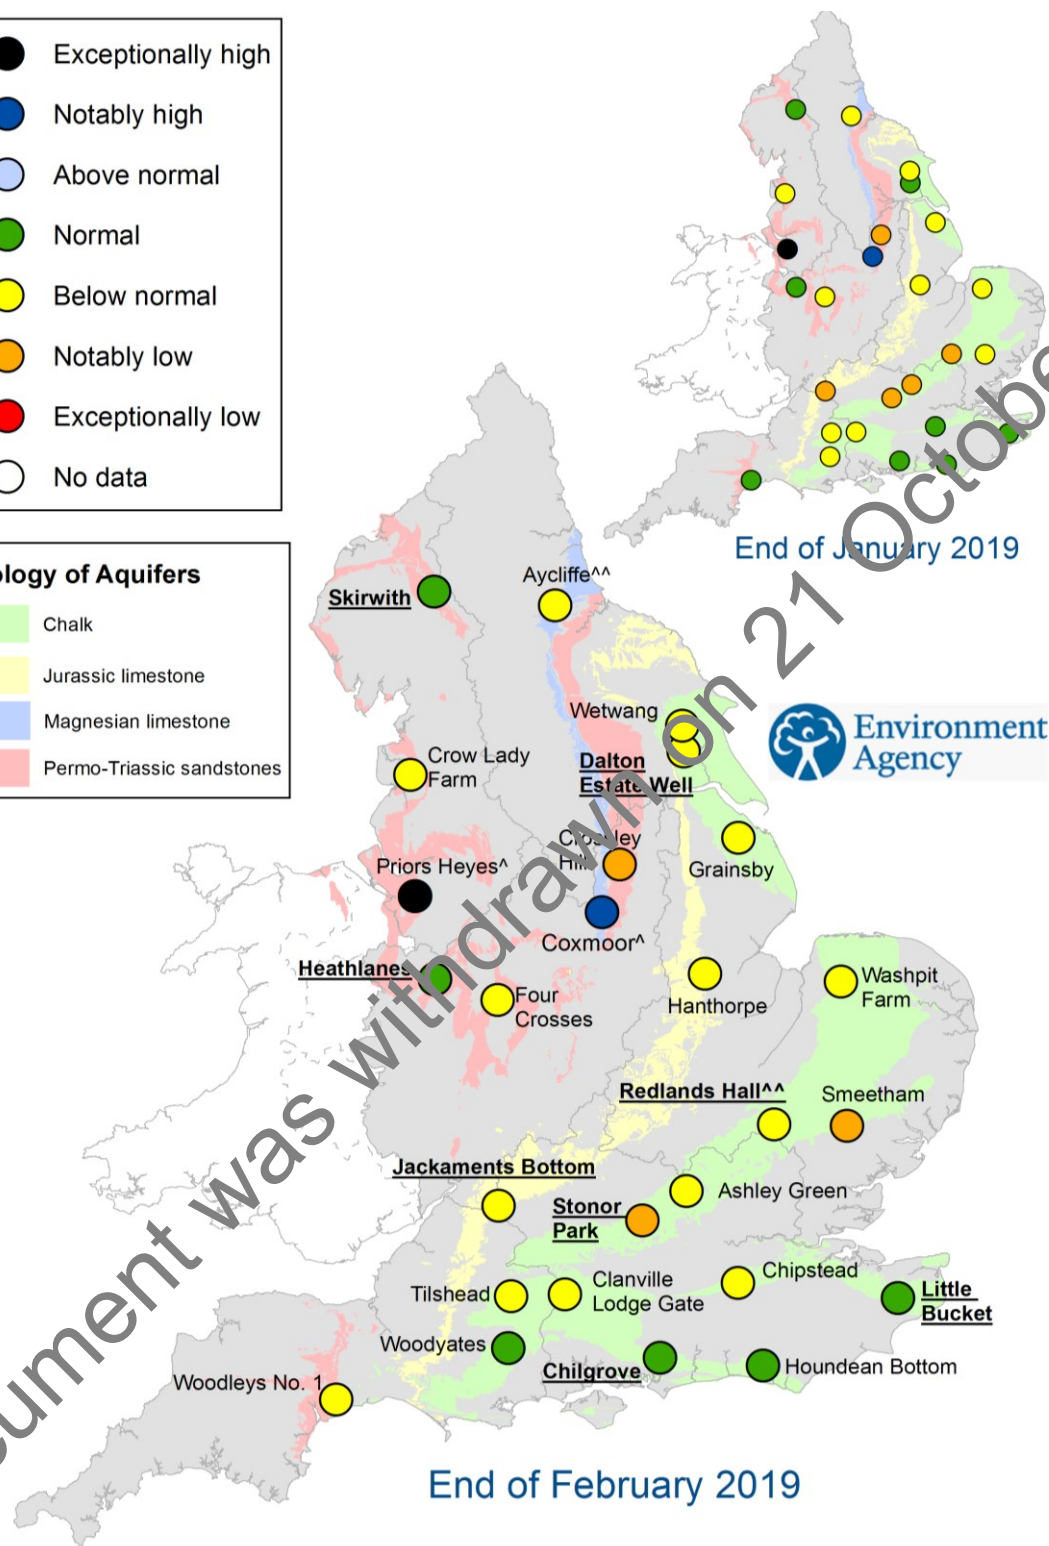 Exceptionally high
Notably high
Above normal
Normal
Below normal
Notably low
Exceptionally low
No data
ology of Aquifers
Chalk
Jurassic limestone
Magnesian limestone
Permo-Triassic sandstones
End of January 2019
Environment
Agency
Skirwith
Aycliffe^^
Wetwang
Dalton
Estate Well
Crow Lady
Farm
Crossley
Hill
Grainsby
Priors Heyes^
Coxmoor^
Heathlanes
Four
Crosses
Hanthorpe
Washpit
Farm
Redlands Hall^^
Smeetham
Jackaments Bottom
Ashley Green
Stonor
Park
Tilshead
Clanville
Lodge Gate
Chipstead
Little
Bucket
Woodyates
Chilgrove
Houndean Bottom
Woodleys No. 1
End of February 2019
cument was withdrawn on 21 Octobe